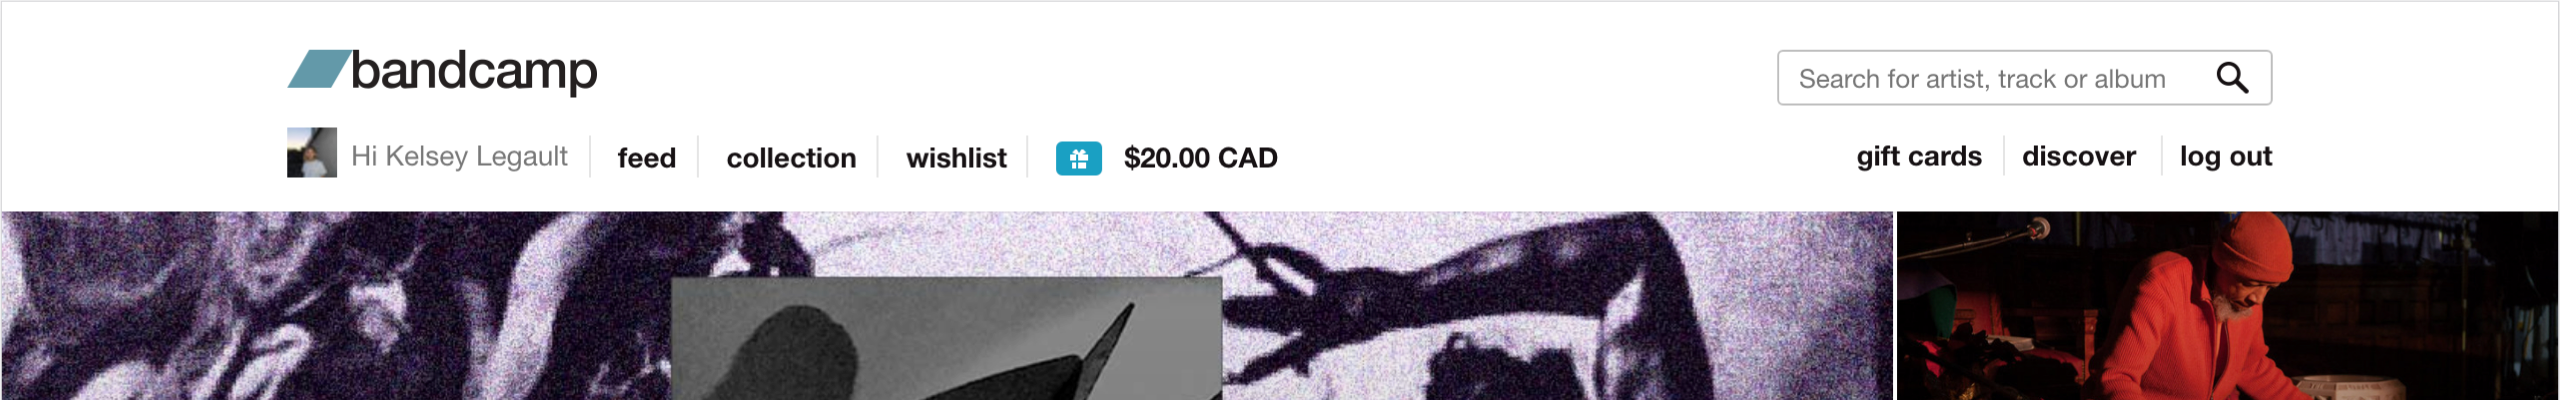 bandcamp
Search for artist, track or album
Hi Kelsey Legault
feed
collection
wishlist
$20.00 CAD
gift cards
discover
log out